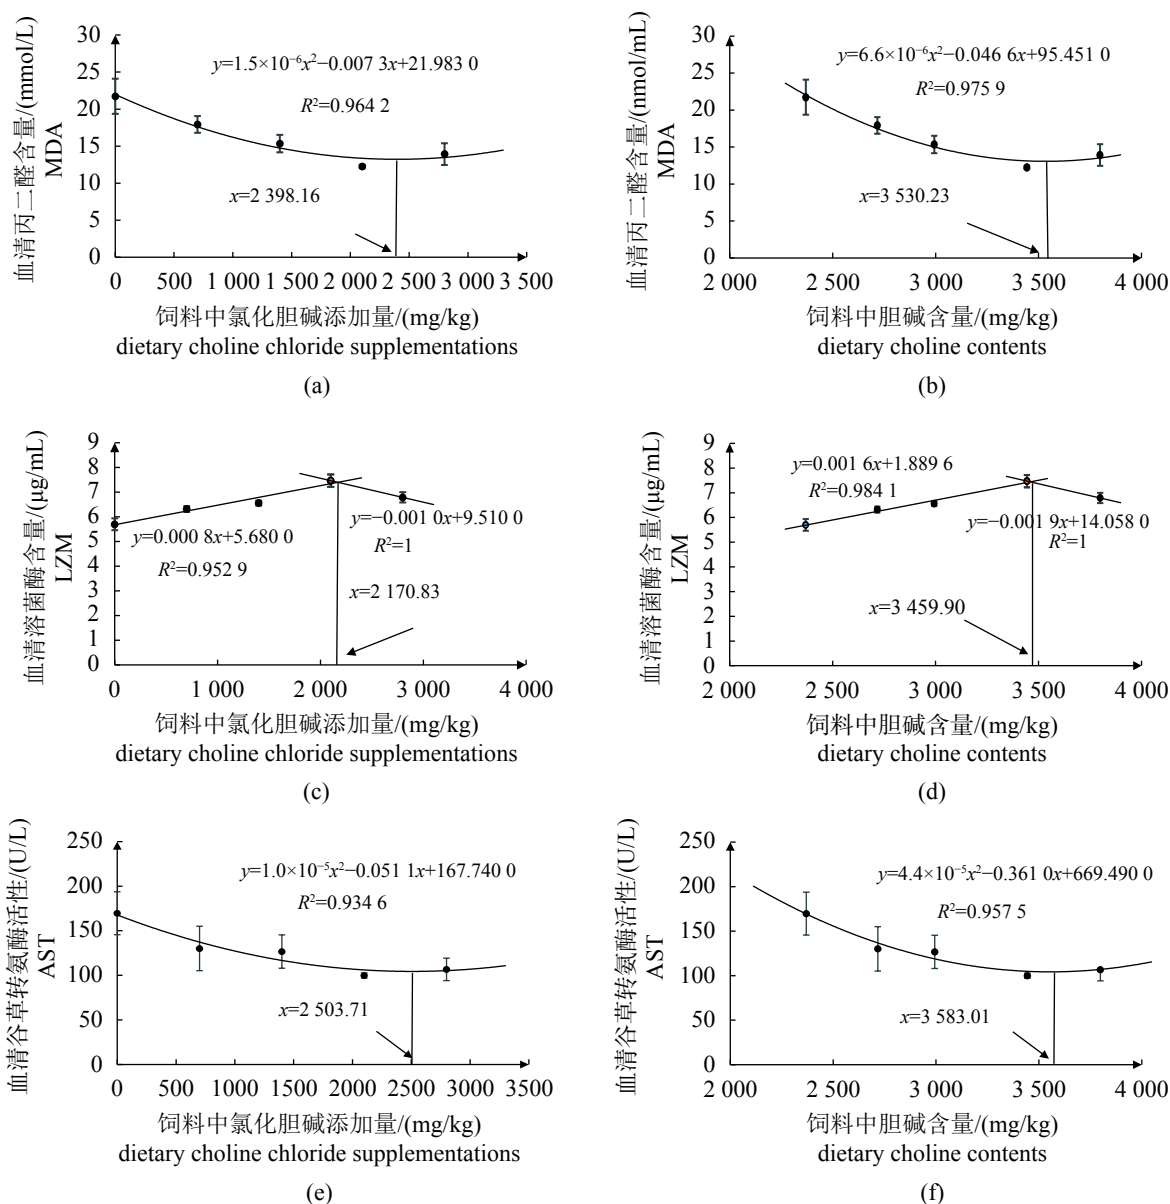 血清丙二醛含量/(mmol/L)
MDA
30
25
20
15
10
5
0
y=1.5×10⁻⁶x²−0.007 3x+21.983 0
R²=0.964 2
x=2 398.16
0 500 1 000 1 500 2 000 2 500 3 000 3 500
饲料中氯化胆碱添加量/(mg/kg)
dietary choline chloride supplementations
(a)
血清丙二醛含量/(nmol/mL)
MDA
30
25
20
15
10
5
0
y=6.6×10⁻⁶x²−0.046 6x+95.451 0
R²=0.975 9
x=3 530.23
2 000 2 500 3 000 3 500 4 000
饲料中胆碱含量/(mg/kg)
dietary choline contents
(b)
血清溶菌酶含量/(μg/mL)
LZM
9
8
7
6
5
4
3
2
1
0
y=0.000 8x+5.680 0
R²=0.952 9
y=−0.001 0x+9.510 0
R²=1
x=2 170.83
0 1 000 2 000 3 000 4 000
饲料中氯化胆碱添加量/(mg/kg)
dietary choline chloride supplementations
(c)
血清溶菌酶含量/(μg/mL)
LZM
9
8
7
6
5
4
3
2
1
0
y=0.001 6x+1.889 6
R²=0.984 1
y=−0.001 9x+14.058 0
R²=1
x=3 459.90
2 000 2 500 3 000 3 500 4 000
饲料中胆碱含量/(mg/kg)
dietary choline contents
(d)
血清谷草转氨酶活性/(U/L)
AST
250
200
150
100
50
0
y=1.0×10⁻⁵x²−0.051 1x+167.740 0
R²=0.934 6
x=2 503.71
0 500 1000 1500 2000 2500 3000 3500
饲料中氯化胆碱添加量/(mg/kg)
dietary choline chloride supplementations
(e)
血清谷草转氨酶活性/(U/L)
AST
250
200
150
100
50
0
y=4.4×10⁻⁵x²−0.361 0x+669.490 0
R²=0.957 5
x=3 583.01
2 000 2 500 3 000 3 500 4 000
饲料中胆碱含量/(mg/kg)
dietary choline contents
(f)